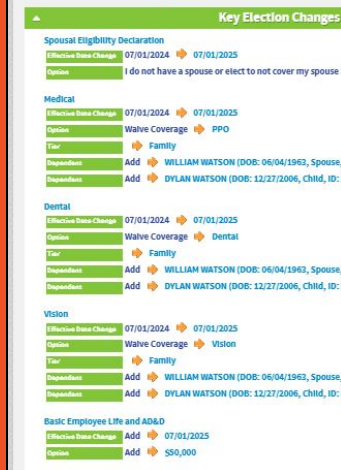 Key Election Changes
Spousal Eligibility Declaration
Effective Date Change 07/01/2024 07/01/2025
Option I do not have a spouse or elect to not cover my spouse
Medical
Effective Date Change 07/01/2024 07/01/2025
Option Waive Coverage PPO
Tier Family
Dependent Add WILLIAM WATSON (DOB: 06/04/1963, Spouse,
Dependent Add DYLAN WATSON (DOB: 12/27/2006, Child, ID:
Dental
Effective Date Change 07/01/2024 07/01/2025
Option Waive Coverage Dental
Tier Family
Dependent Add WILLIAM WATSON (DOB: 06/04/1963, Spouse,
Dependent Add DYLAN WATSON (DOB: 12/27/2006, Child, ID:
Vision
Effective Date Change 07/01/2024 07/01/2025
Option Waive Coverage Vision
Tier Family
Dependent Add WILLIAM WATSON (DOB: 06/04/1963, Spouse,
Dependent Add DYLAN WATSON (DOB: 12/27/2006, Child, ID:
Basic Employee Life and AD&D
Effective Date Change Add 07/01/2025
Option Add $50,000